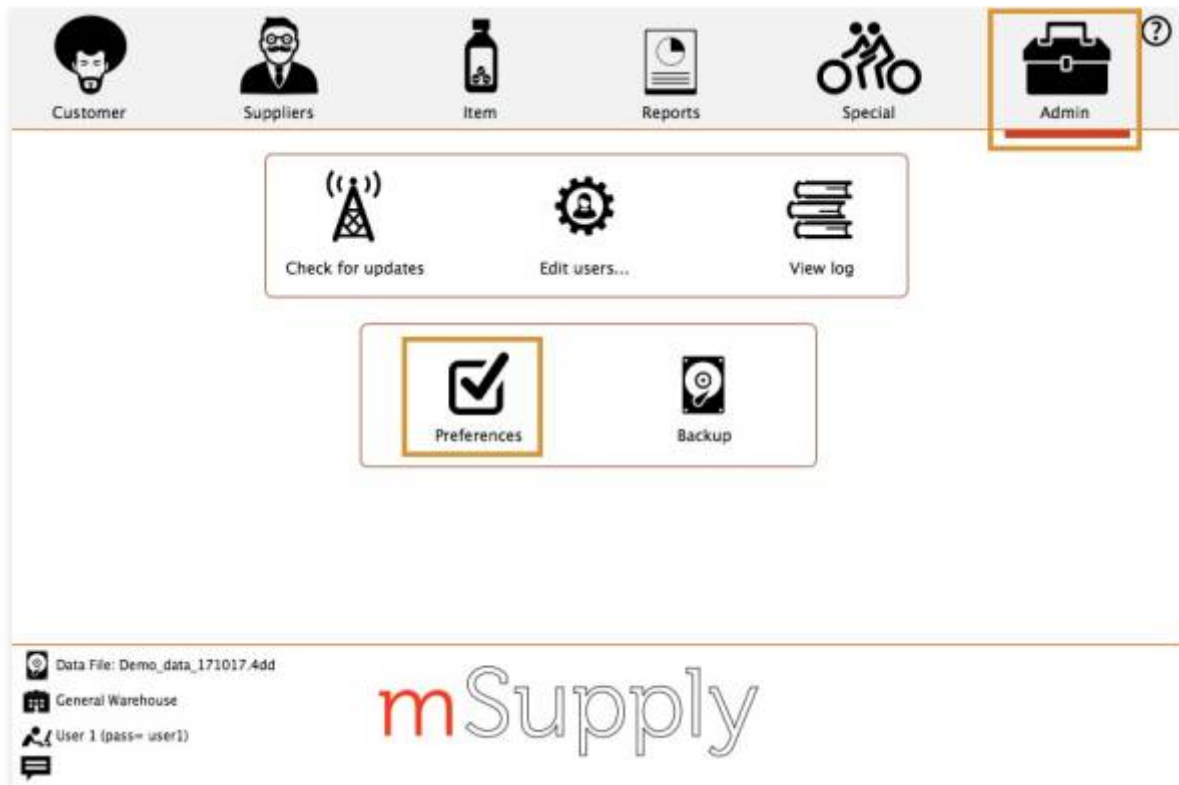 Customer Suppliers Item Reports Special Admin ?
Check for updates Edit users... View log
Preferences Backup
Data File: Demo_data_171017.4dd
General Warehouse
User 1 (pass= user1)
mSupply